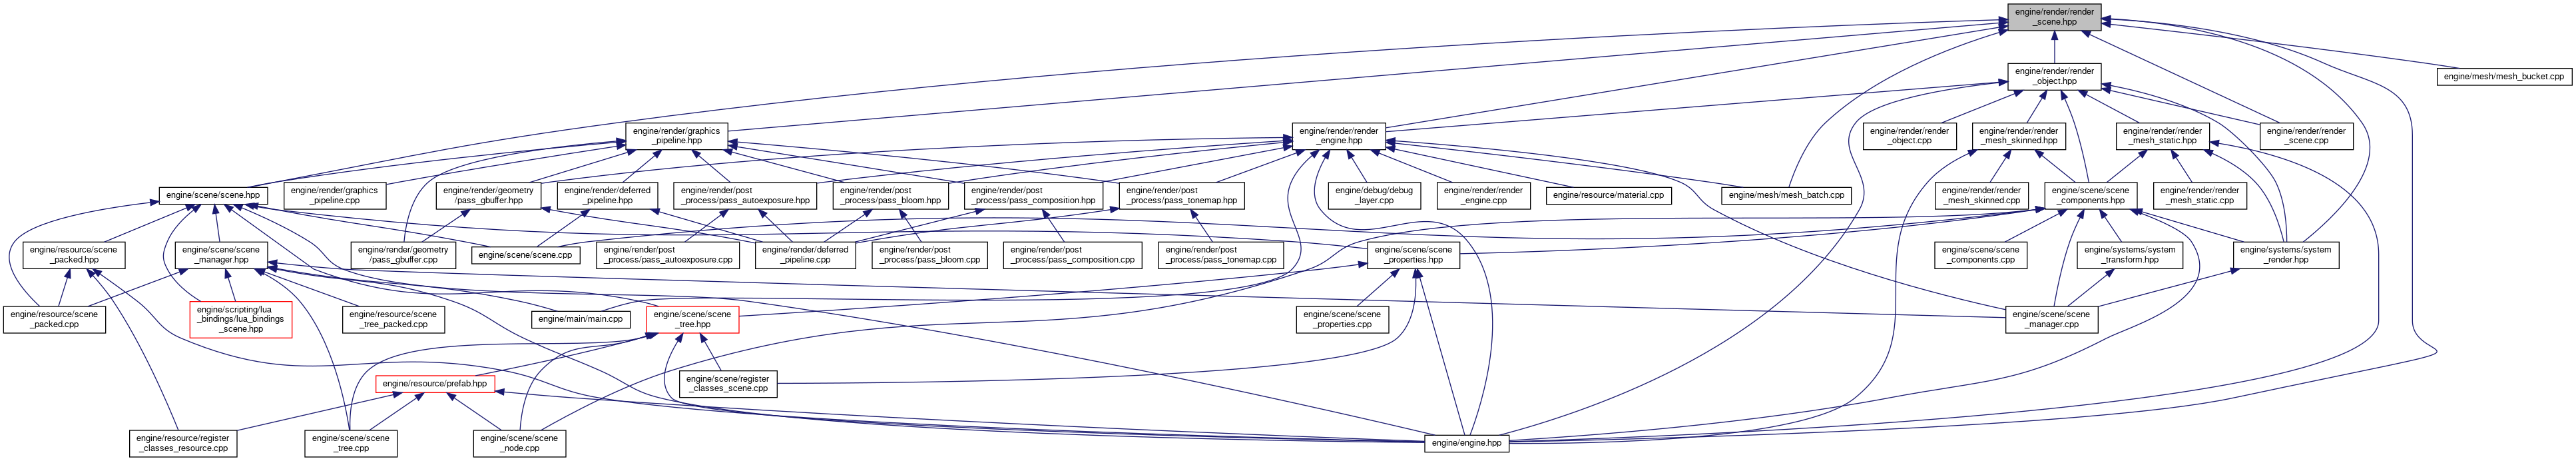 engine/render/render
_scene.hpp
engine/mesh/mesh_bucket.cpp
engine/render/render
_object.hpp
engine/render/graphics
_pipeline.hpp
engine/render/render
_engine.hpp
engine/render/render
_object.cpp
engine/render/render
_mesh_skinned.hpp
engine/render/render
_mesh_static.hpp
engine/render/render
_scene.cpp
engine/scene/scene.hpp
engine/render/graphics
_pipeline.cpp
engine/render/geometry
/pass_gbuffer.hpp
engine/render/deferred
_pipeline.hpp
engine/render/post
_process/pass_autoexposure.hpp
engine/render/post
_process/pass_bloom.hpp
engine/render/post
_process/pass_composition.hpp
engine/render/post
_process/pass_tonemap.hpp
engine/debug/debug
_layer.cpp
engine/render/render
_engine.cpp
engine/resource/material.cpp
engine/mesh/mesh_batch.cpp
engine/render/render
_mesh_skinned.cpp
engine/scene/scene
_components.hpp
engine/render/render
_mesh_static.cpp
engine/resource/scene
_packed.hpp
engine/scene/scene
_manager.hpp
engine/render/geometry
/pass_gbuffer.cpp
engine/scene/scene.cpp
engine/render/post
_process/pass_autoexposure.cpp
engine/render/deferred
_pipeline.cpp
engine/render/post
_process/pass_bloom.cpp
engine/render/post
_process/pass_composition.cpp
engine/render/post
_process/pass_tonemap.cpp
engine/scene/scene
_properties.hpp
engine/scene/scene
_components.cpp
engine/systems/system
_transform.hpp
engine/systems/system
_render.hpp
engine/resource/scene
_packed.cpp
engine/scripting/lua
_bindings/lua_bindings
_scene.hpp
engine/resource/scene
_tree_packed.cpp
engine/main/main.cpp
engine/scene/scene
_tree.hpp
engine/scene/scene
_properties.cpp
engine/scene/scene
_manager.cpp
engine/resource/prefab.hpp
engine/scene/register
_classes_scene.cpp
engine/resource/register
_classes_resource.cpp
engine/scene/scene
_tree.cpp
engine/scene/scene
_node.cpp
engine/engine.hpp